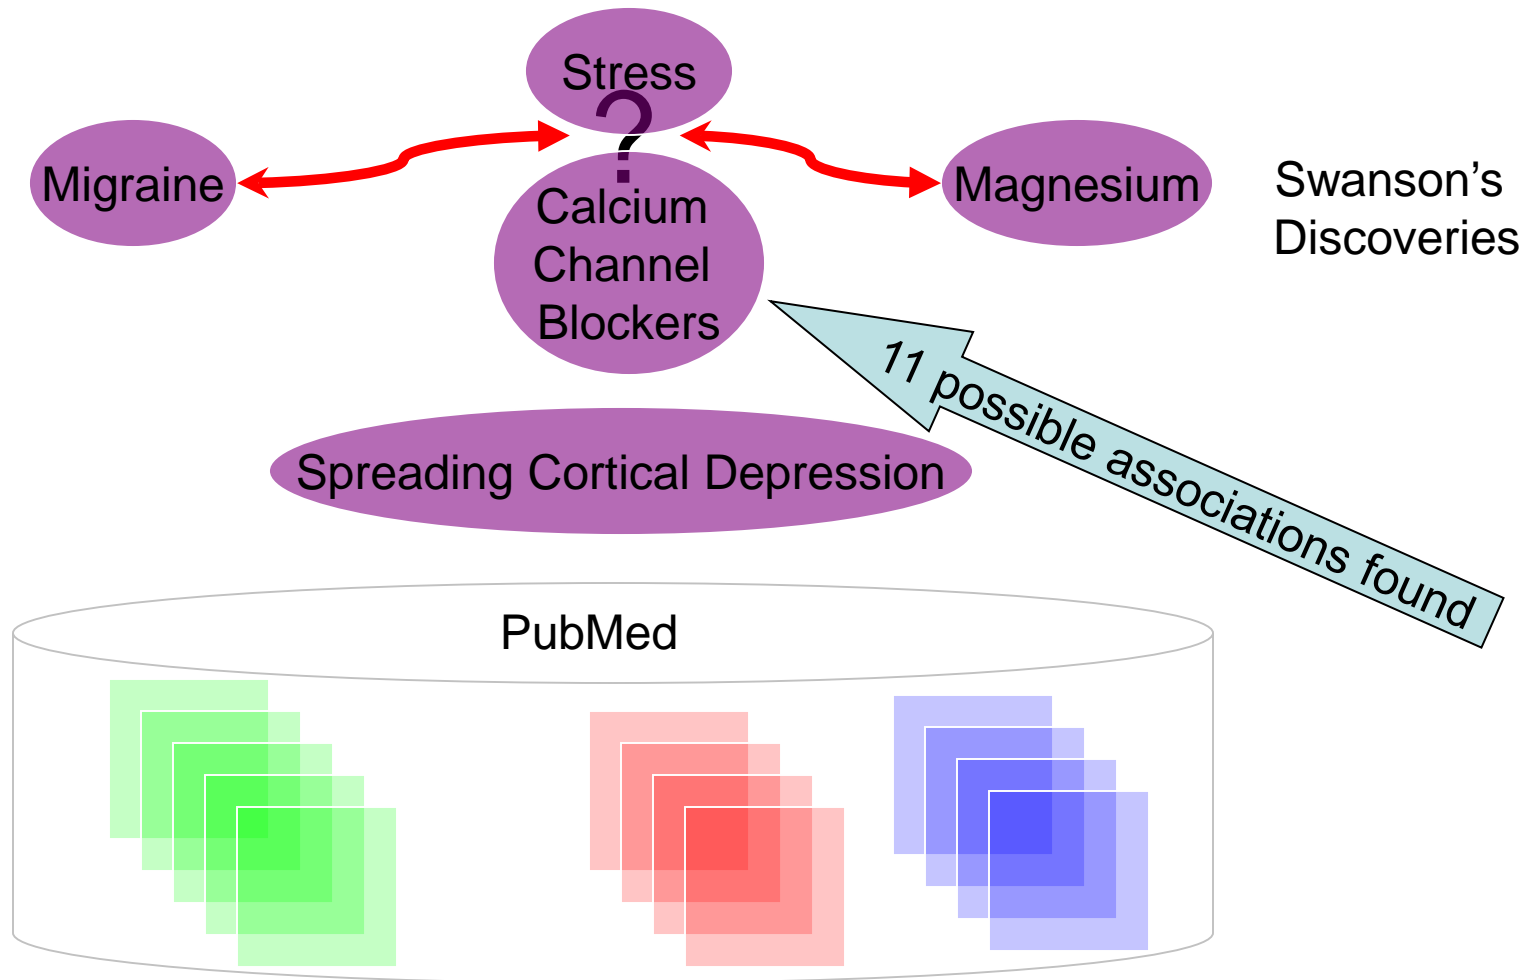 Stress
?
Migraine
Magnesium
Calcium
Channel
Blockers
Swanson’s
Discoveries
11 possible associations found
Spreading Cortical Depression
PubMed